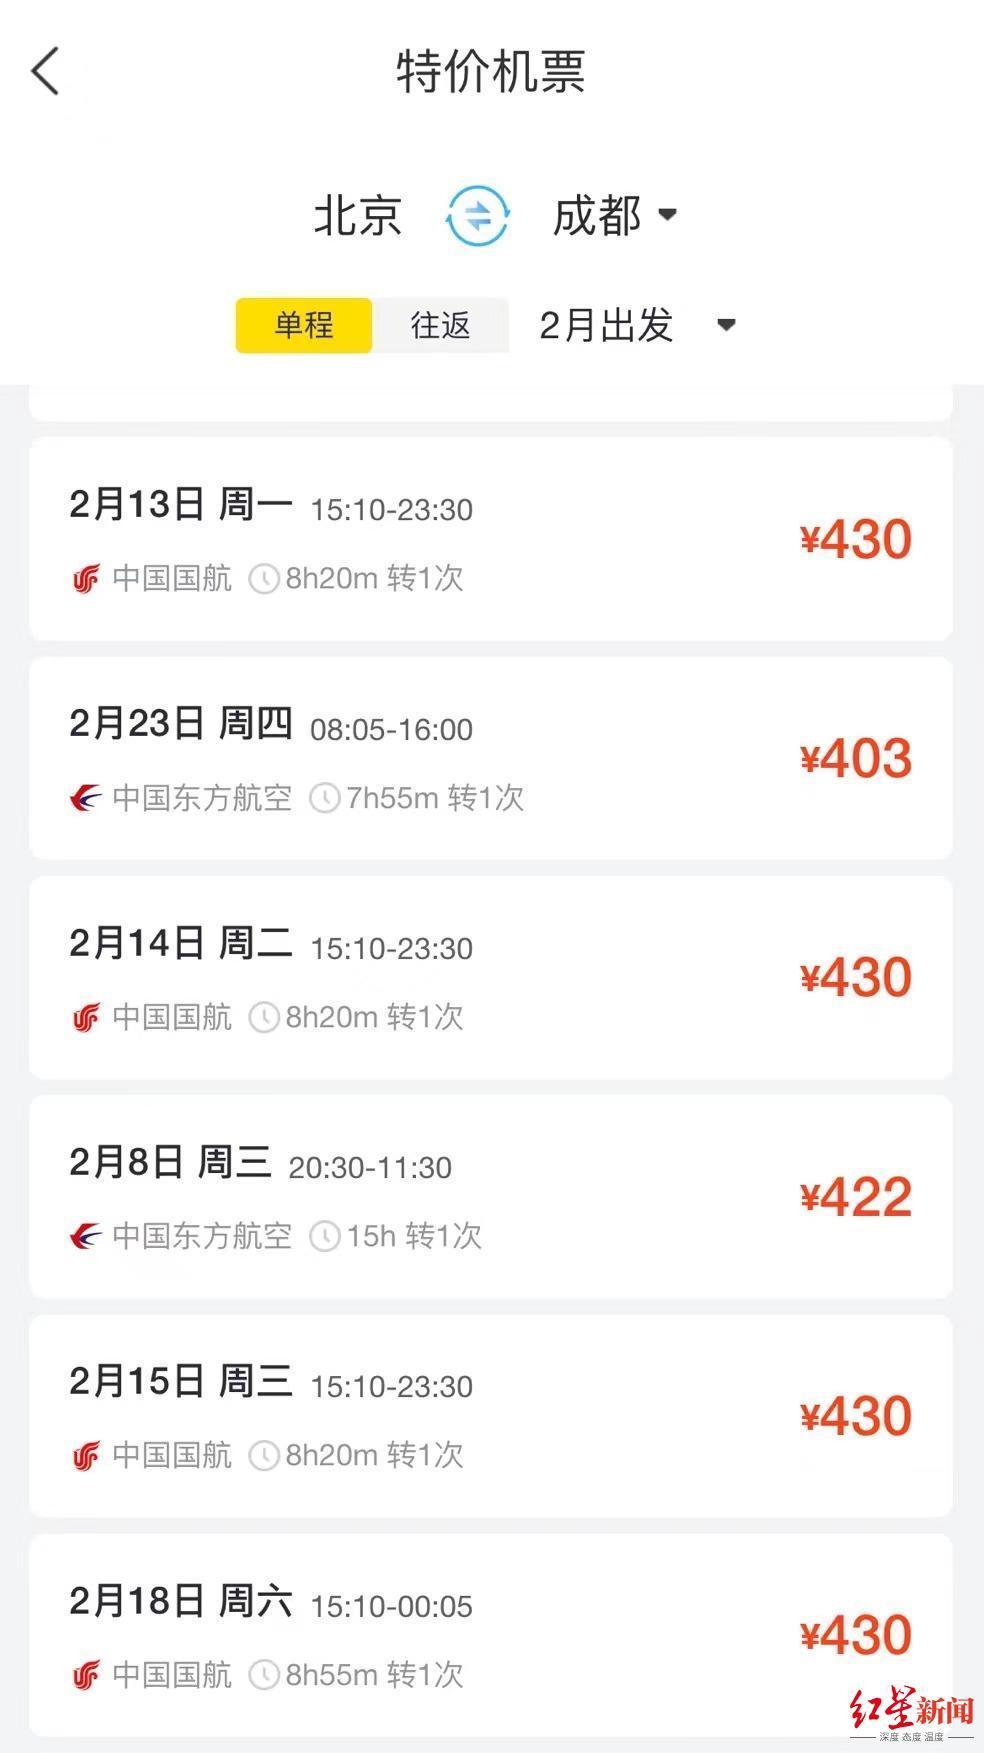 特价机票
北京 成都
单程 往返 2月出发
2月13日 周一 15:10-23:30
¥430
中国国航 8h20m 转1次
2月23日 周四 08:05-16:00
¥403
中国东方航空 7h55m 转1次
2月14日 周二 15:10-23:30
¥430
中国国航 8h20m 转1次
2月8日 周三 20:30-11:30
¥422
中国东方航空 15h 转1次
2月15日 周三 15:10-23:30
¥430
中国国航 8h20m 转1次
2月18日 周六 15:10-00:05
¥430
中国国航 8h55m 转1次
红星新闻
深度 态度 温度